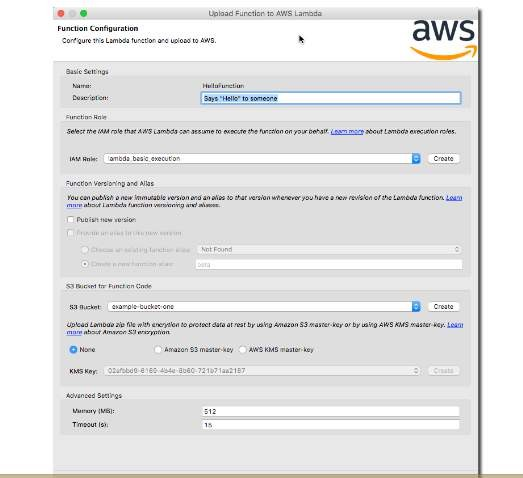 Upload Function to AWS Lambda
Function Configuration
Configure this Lambda function and upload to AWS.
aws
Basic Settings
Name: HelloFunction
Description: Says "Hello" to someone
Function Role
Select the IAM role that AWS Lambda can assume to execute the function on your behalf. Learn more about Lambda execution roles.
IAM Role: lambda_basic_execution Create
Function Versioning and Alias
You can publish a new immutable version and an alias to that version whenever you have a new revision of the Lambda function. Learn
more about Lambda function versioning and aliases.
Publish new version
Provide an alias to this new version
Choose an existing function alias: Not Found
Create a new function alias: beta
S3 Bucket for Function Code
S3 Bucket: example-bucket-one Create
Upload Lambda zip file with encrytion to protect data at rest by using Amazon S3 master-key or by using AWS KMS master-key. Learn
more about Amazon S3 encryption.
None Amazon S3 master-key AWS KMS master-key
KMS Key: Create
Advanced Settings
Memory (MB): 512
Timeout (s): 15